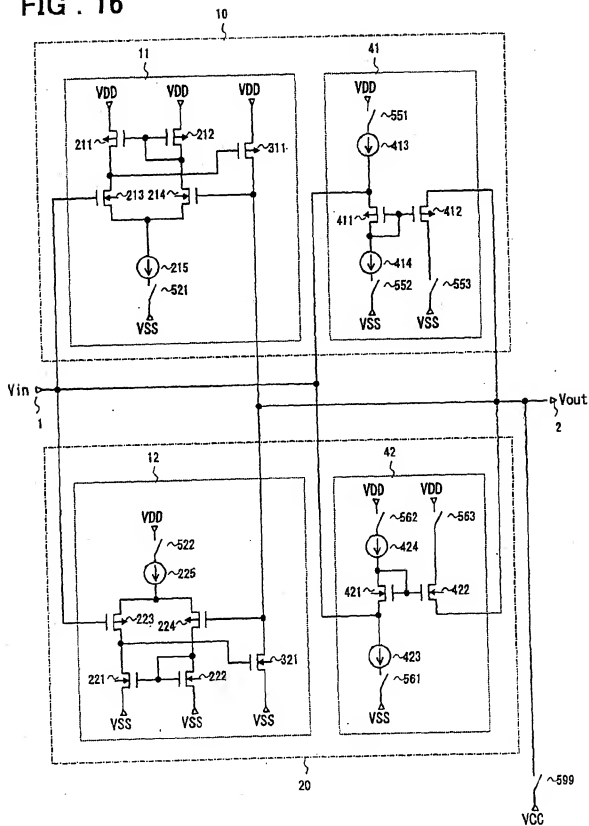 FIG . 16
10
11
41
VDD VDD VDD
VDD
~551
211 212
~413
311
213 214
411 ~412
~215
~414
~521
~552 ~553
VSS
VSS VSS
Vin
1
Vout
2
12
42
VDD
VDD VDD
~522
~562 ~563
~225
~424
~223
224
421 ~422
~321
221 ~222
~423
~561
VSS VSS VSS
VSS
20
~599
VCC